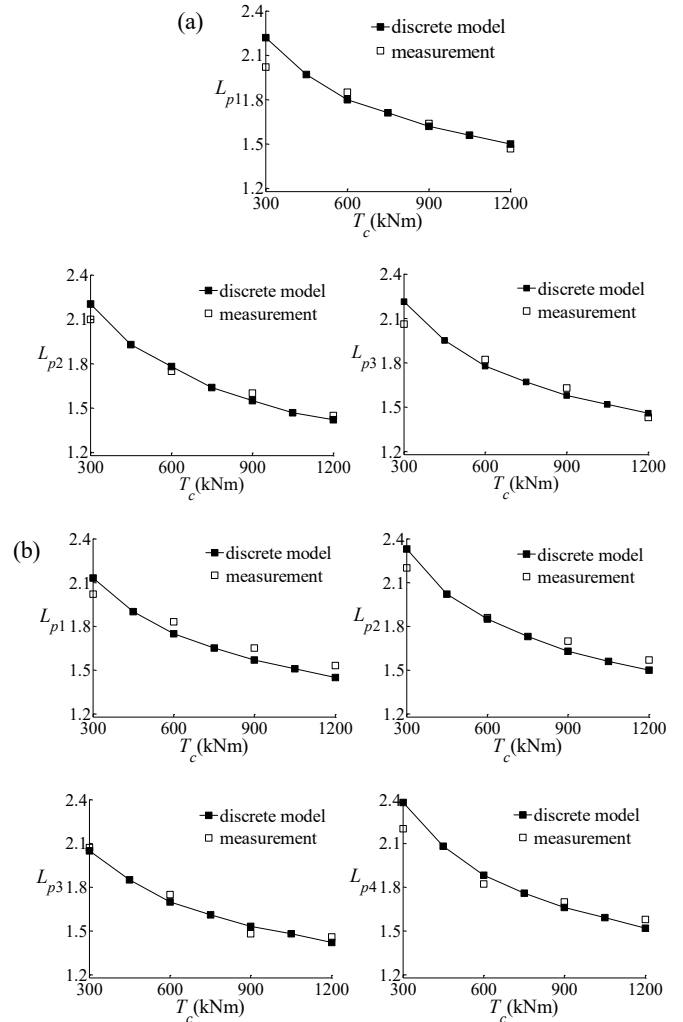 (a)
2.4
2.1
L_p1 1.8
1.5
1.2
300 600 900 1200
T_c(kNm)
discrete model
measurement
2.4
2.1
L_p2 1.8
1.5
1.2
300 600 900 1200
T_c(kNm)
discrete model
measurement
2.4
2.1
L_p3 1.8
1.5
1.2
300 600 900 1200
T_c(kNm)
discrete model
measurement
(b)
2.4
2.1
L_p1 1.8
1.5
1.2
300 600 900 1200
T_c(kNm)
discrete model
measurement
2.4
2.1
L_p2 1.8
1.5
1.2
300 600 900 1200
T_c(kNm)
discrete model
measurement
2.4
2.1
L_p3 1.8
1.5
1.2
300 600 900 1200
T_c(kNm)
discrete model
measurement
2.4
2.1
L_p4 1.8
1.5
1.2
300 600 900 1200
T_c(kNm)
discrete model
measurement